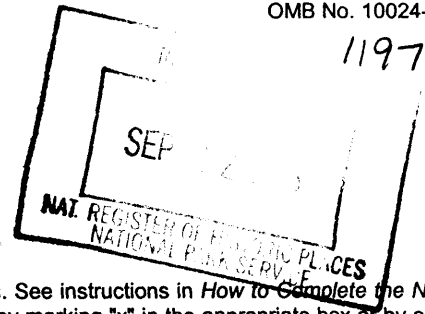 OMB No. 10024-
1197
SEP
NAT. REGISTER OF HISTORIC PLACES
NATIONAL PARK SERVICE
s. See instructions in How to Complete the N
by marking "x" in the appropriate box or by e